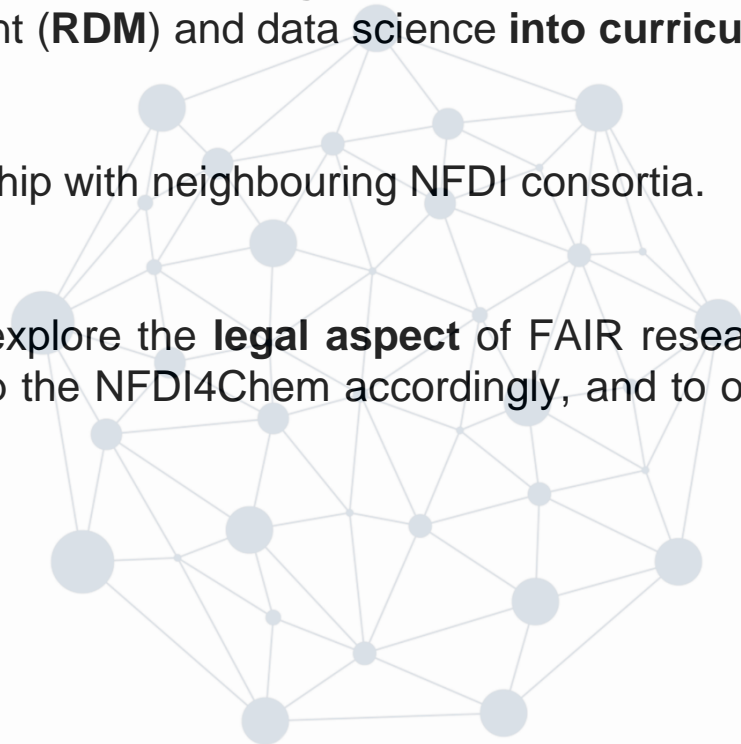 nt (RDM) and data science into curricu
hip with neighbouring NFDI consortia.
explore the legal aspect of FAIR resea
o the NFDI4Chem accordingly, and to o